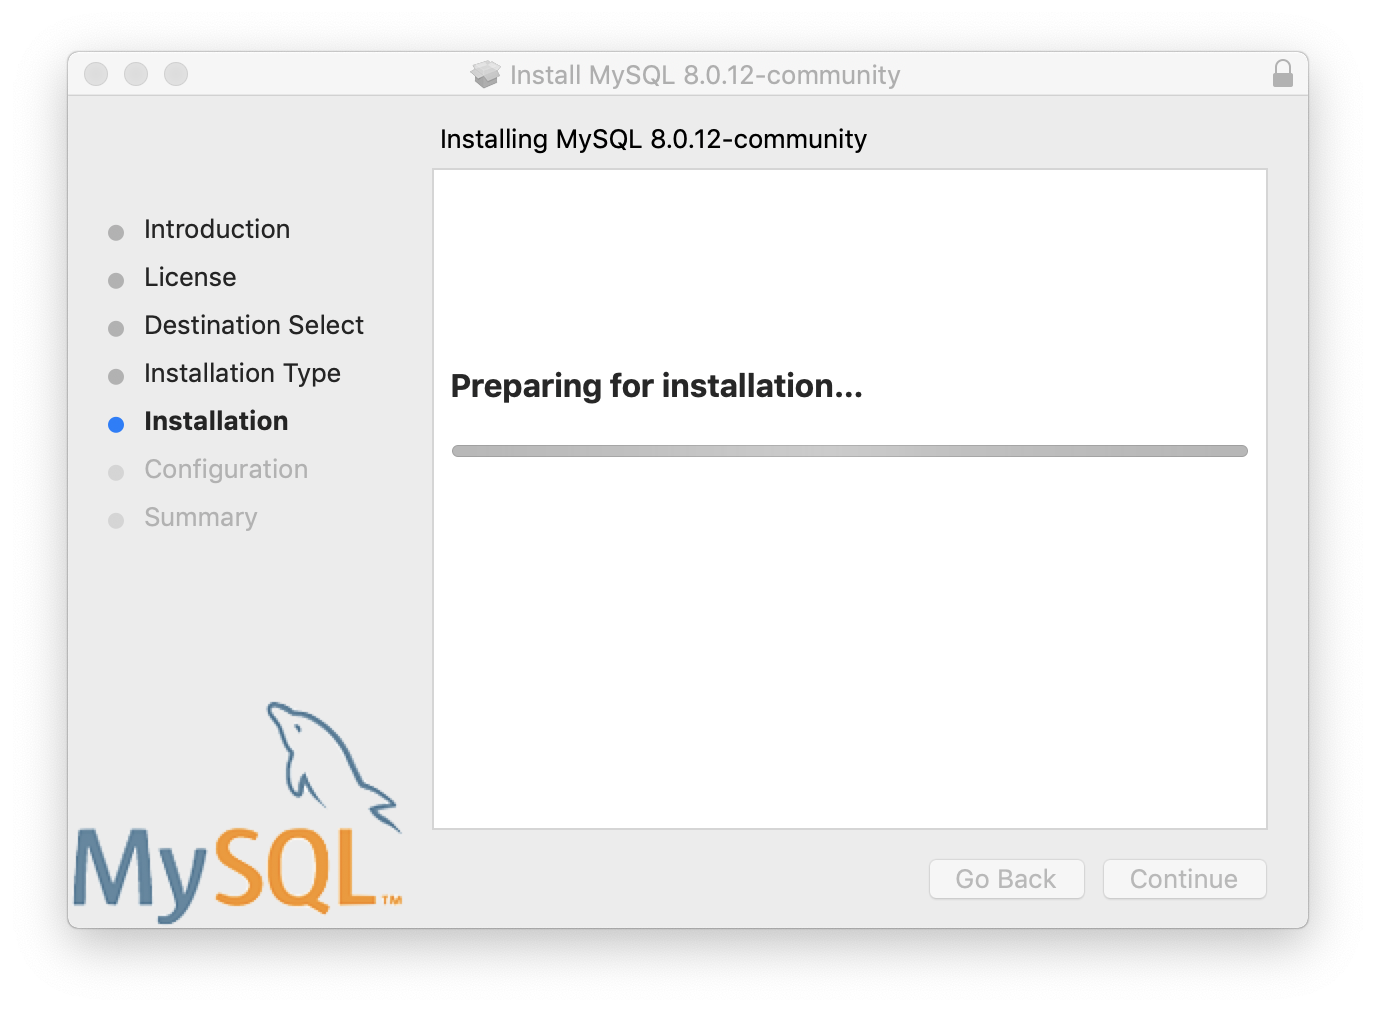 Install MySQL 8.0.12-community
Installing MySQL 8.0.12-community
Introduction
License
Destination Select
Installation Type
Installation
Configuration
Summary
Preparing for installation...
MySQL™
Go Back
Continue